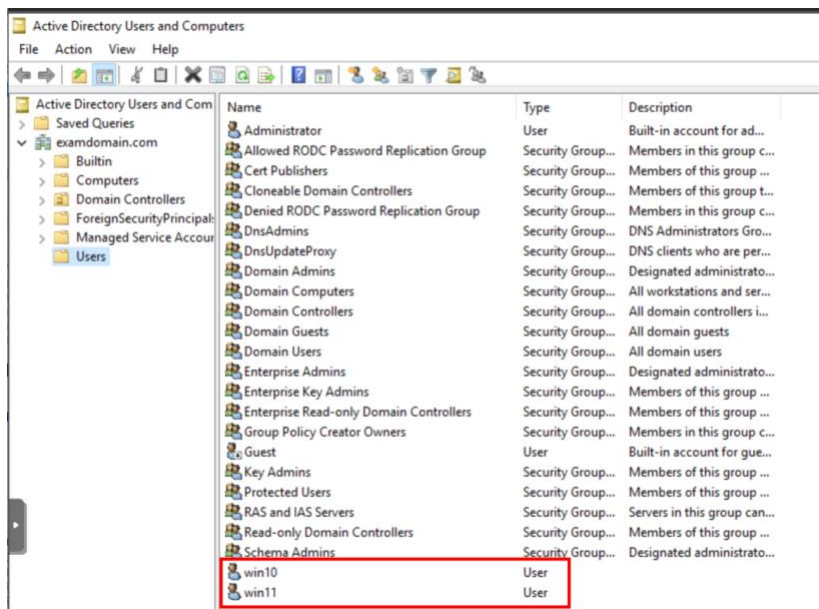 Active Directory Users and Computers
File Action View Help
Active Directory Users and Com
Saved Queries
examdomain.com
Builtin
Computers
Domain Controllers
ForeignSecurityPrincipals
Managed Service Accour
Users
Name Type Description
Administrator User Built-in account for ad...
Allowed RODC Password Replication Group Security Group... Members in this group c...
Cert Publishers Security Group... Members of this group ...
Cloneable Domain Controllers Security Group... Members of this group t...
Denied RODC Password Replication Group Security Group... Members in this group c...
DnsAdmins Security Group... DNS Administrators Gro...
DnsUpdateProxy Security Group... DNS clients who are per...
Domain Admins Security Group... Designated administrato...
Domain Computers Security Group... All workstations and ser...
Domain Controllers Security Group... All domain controllers i...
Domain Guests Security Group... All domain guests
Domain Users Security Group... All domain users
Enterprise Admins Security Group... Designated administrato...
Enterprise Key Admins Security Group... Members of this group ...
Enterprise Read-only Domain Controllers Security Group... Members of this group ...
Group Policy Creator Owners Security Group... Members in this group c...
Guest User Built-in account for gue...
Key Admins Security Group... Members of this group ...
Protected Users Security Group... Members of this group ...
RAS and IAS Servers Security Group... Servers in this group can...
Read-only Domain Controllers Security Group... Members of this group ...
Schema Admins Security Group... Designated administrato...
win10 User
win11 User